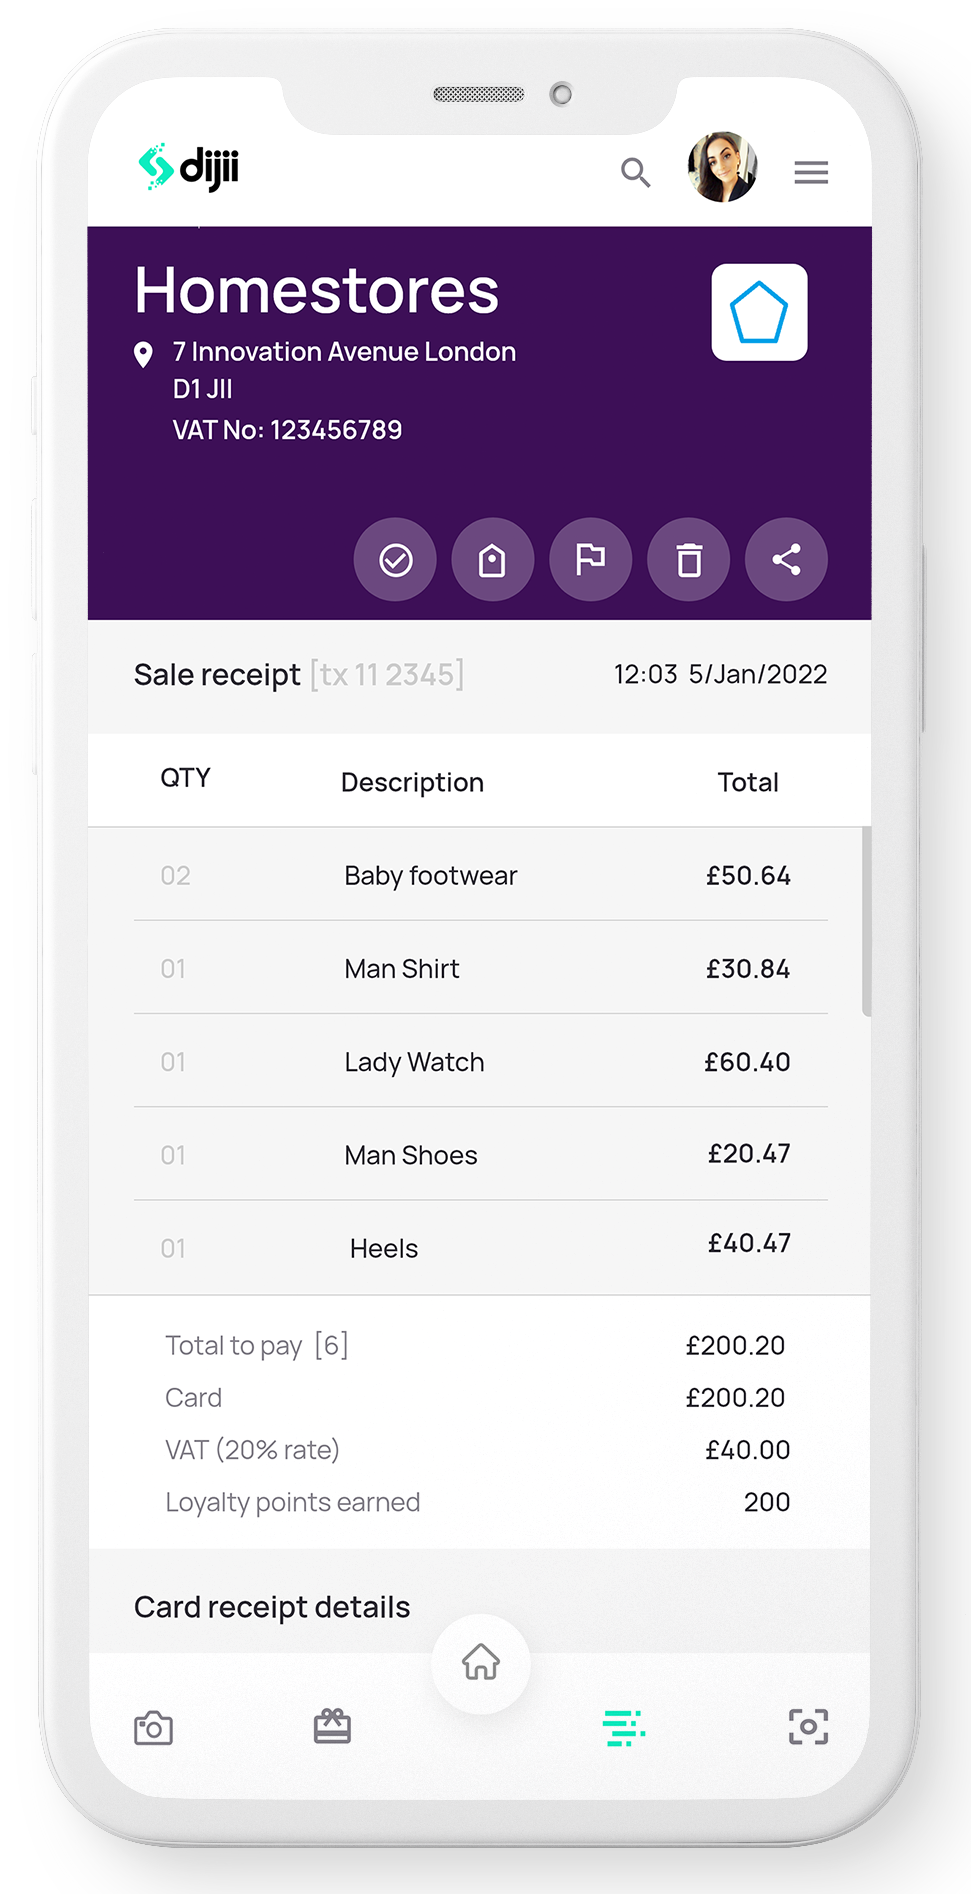 dijii
Homestores
7 Innovation Avenue London
D1 JII
VAT No: 123456789
Sale receipt [tx 11 2345] 12:03 5/Jan/2022
QTY Description Total
02 Baby footwear £50.64
01 Man Shirt £30.84
01 Lady Watch £60.40
01 Man Shoes £20.47
01 Heels £40.47
Total to pay [6] £200.20
Card £200.20
VAT (20% rate) £40.00
Loyalty points earned 200
Card receipt details